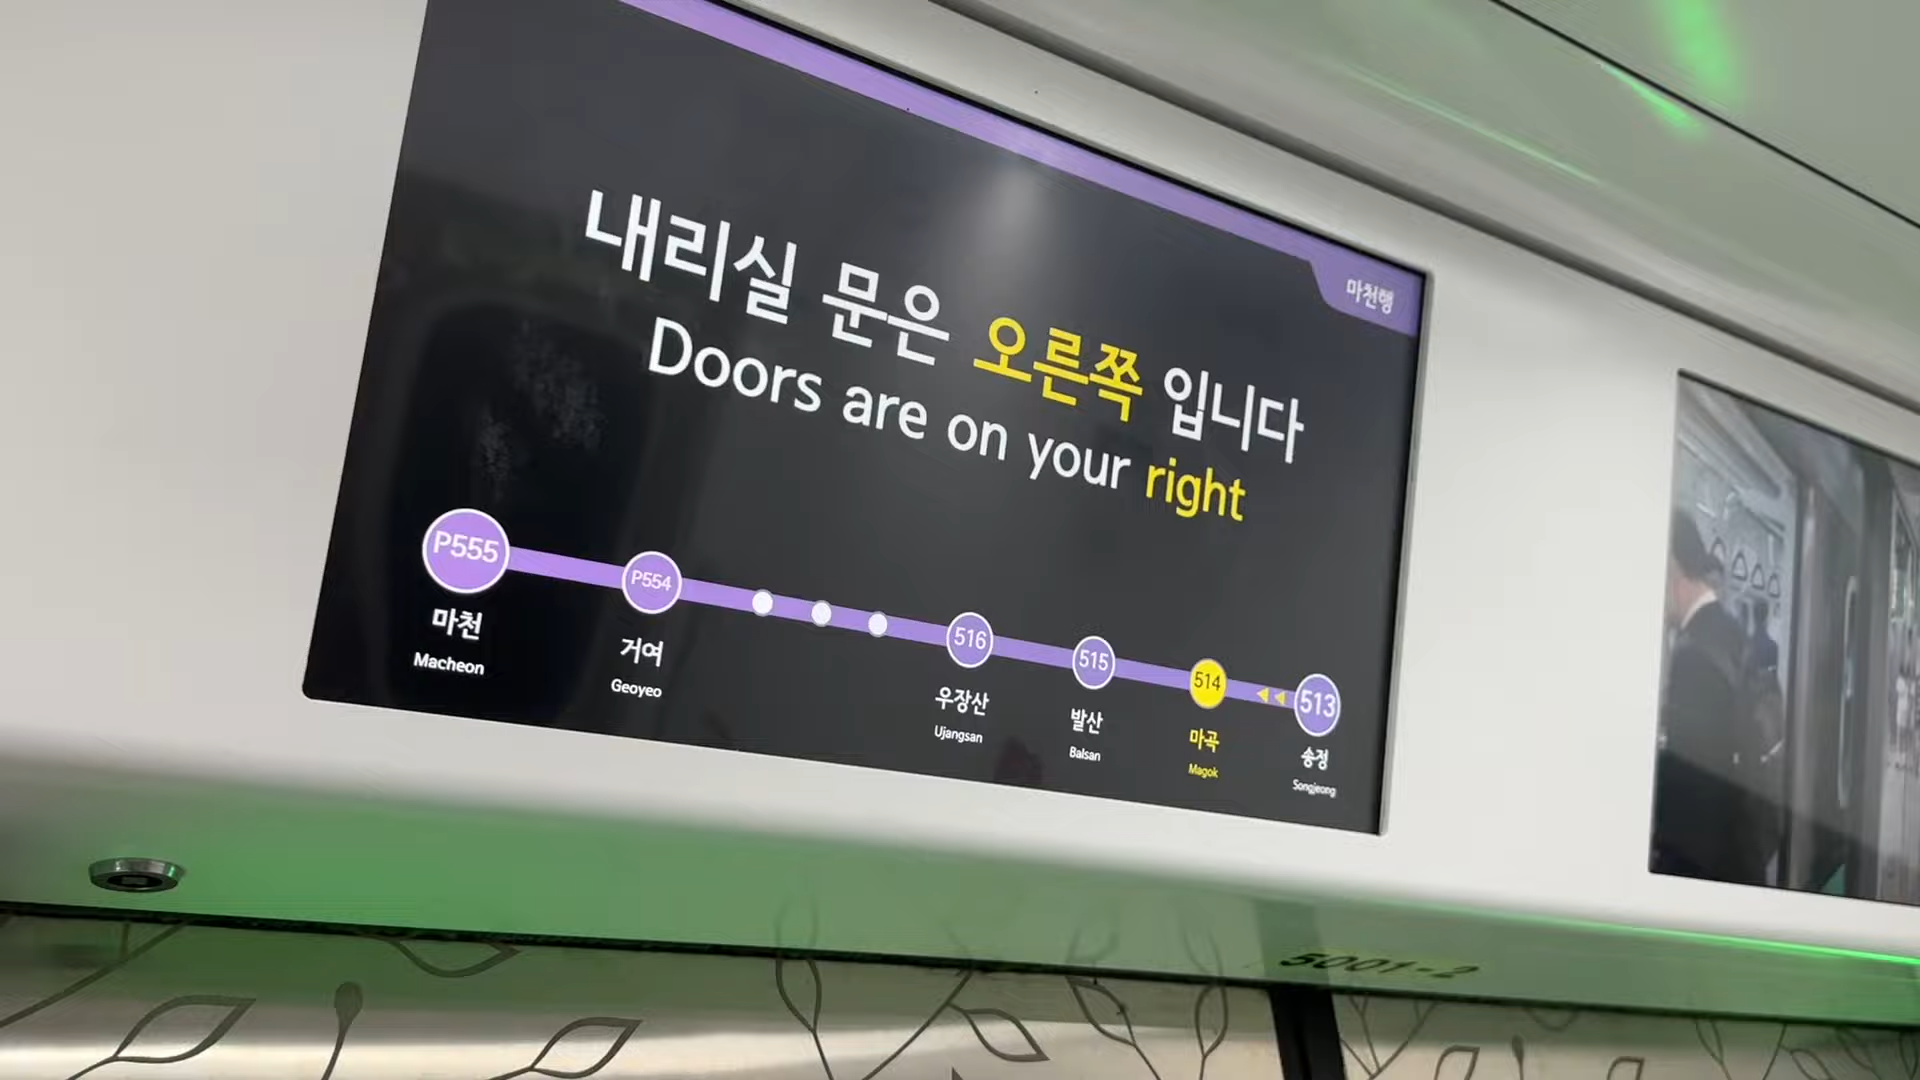 마천행
내리실 문은 오른쪽 입니다
Doors are on your right
P555 P554 516 515 514 513
마천 거여 우장산 발산 마곡 송정
Macheon Geoyeo Ujangsan Balsan Magok Songjeong
5001-2